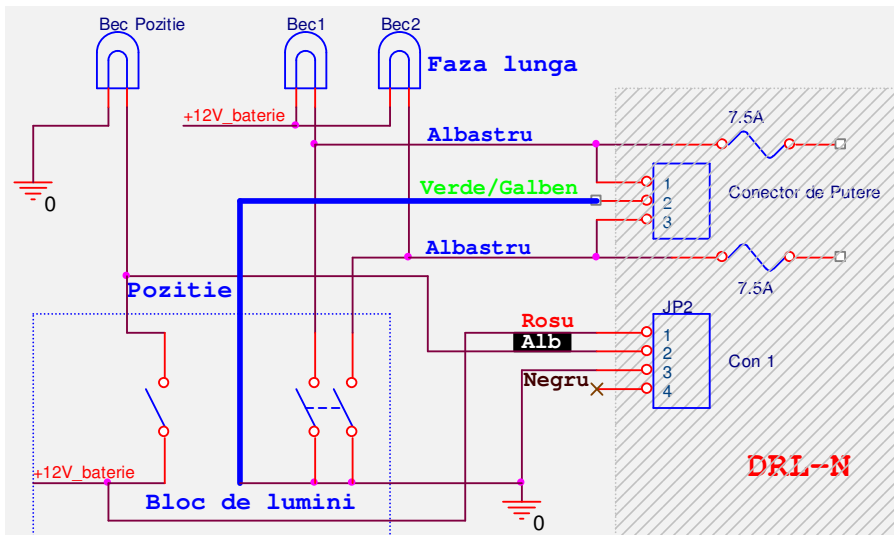 Bec Pozitie
Bec1
Bec2
Faza lunga
+12V_baterie
7.5A
Albastru
0
Verde/Galben
1
2
3
Conector de Putere
Albastru
Pozitie
7.5A
JP2
Rosu
1
Alb
2
3
Con 1
Negru
4
+12V_baterie
DRL-N
Bloc de lumini
0